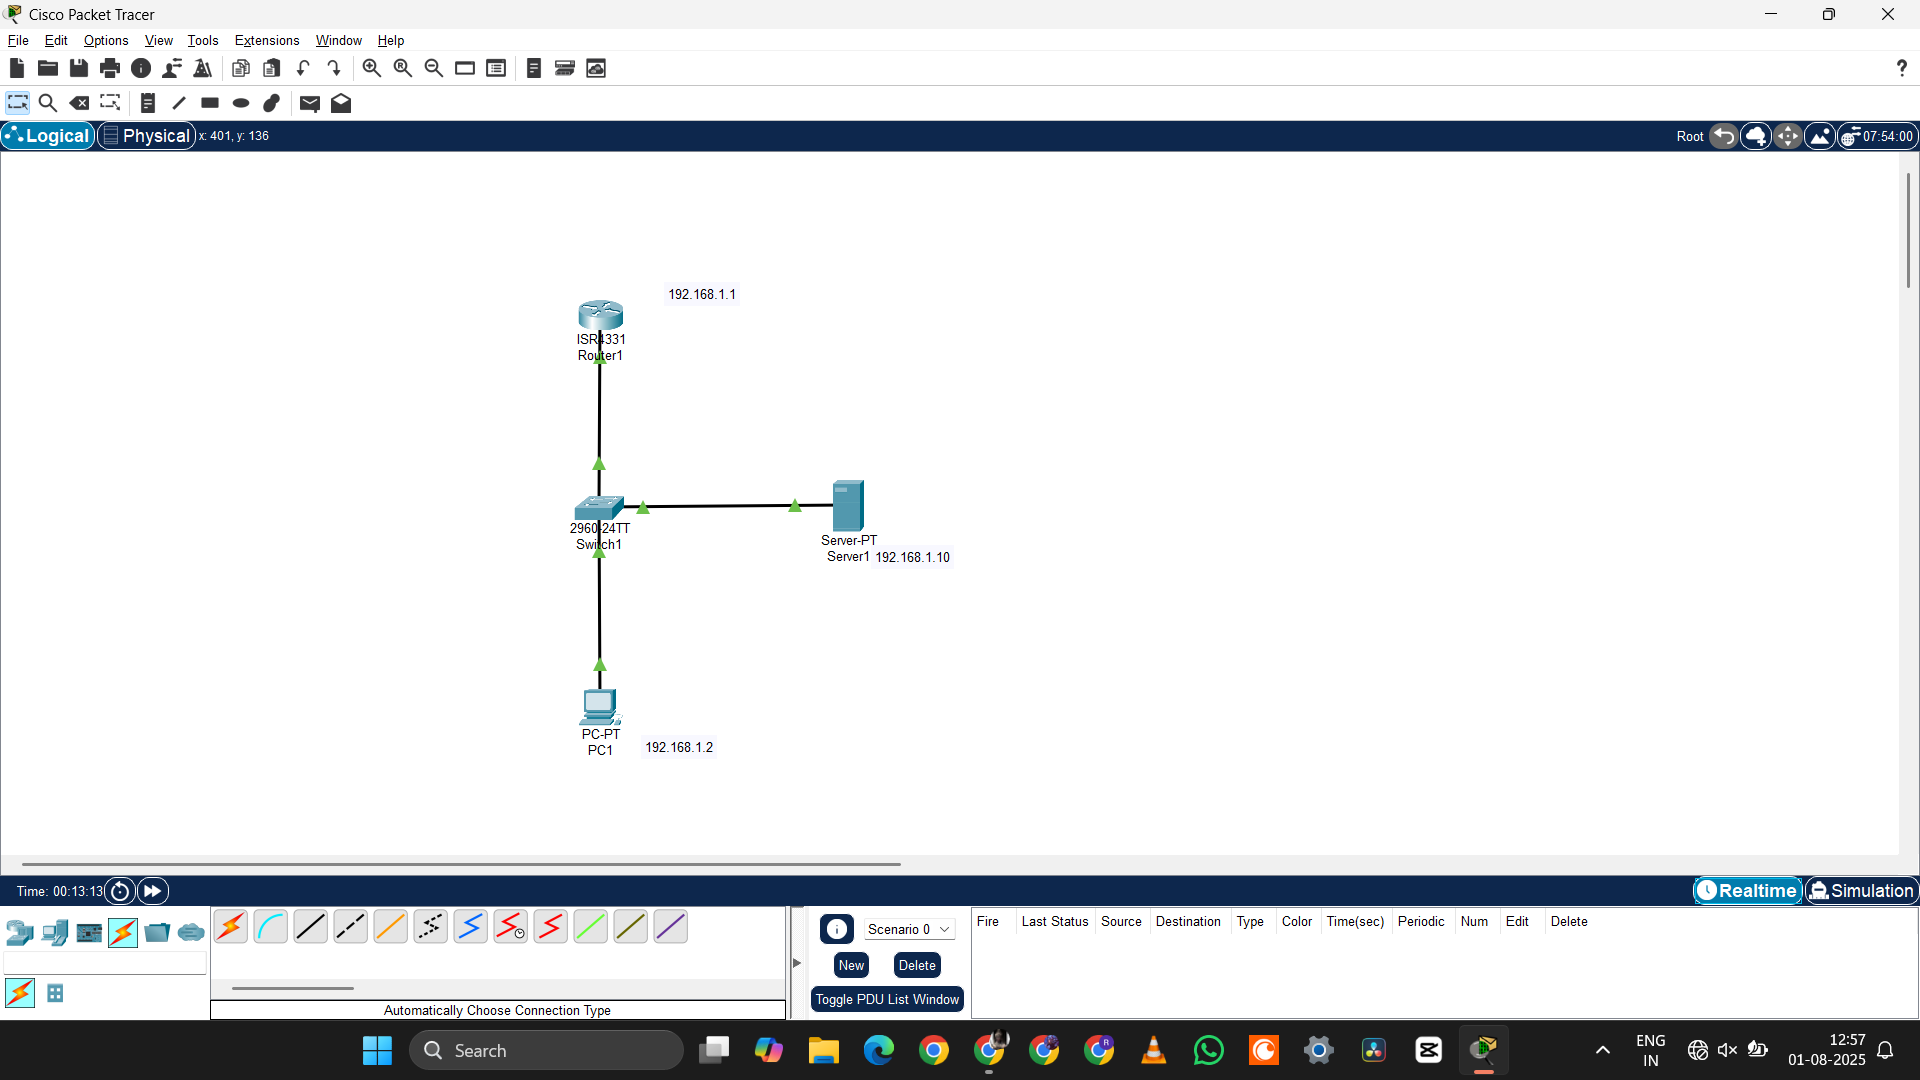 Cisco Packet Tracer
File Edit Options View Tools Extensions Window Help
?
Logical Physical x: 401, y: 136 Root 07:54:00
192.168.1.1
ISR4331
Router1
2960-24TT
Switch1
Server-PT
Server1 192.168.1.10
PC-PT
PC1 192.168.1.2
Time: 00:13:13 Realtime Simulation
Scenario 0
New Delete
Toggle PDU List Window
Fire Last Status Source Destination Type Color Time(sec) Periodic Num Edit Delete
Automatically Choose Connection Type
Search
ENG
IN
12:57
01-08-2025